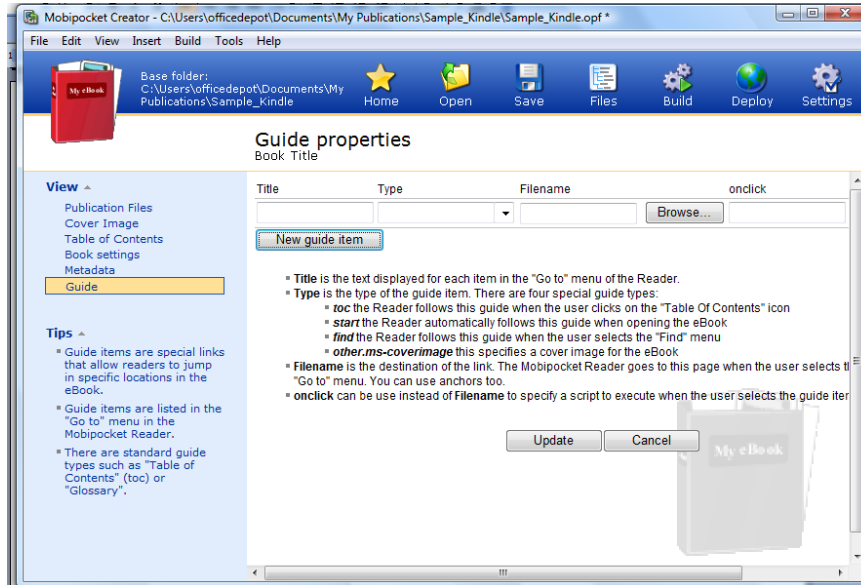 Mobipocket Creator - C:\Users\officedepot\Documents\My Publications\Sample_Kindle\Sample_Kindle.opf *
File Edit View Insert Build Tools Help
My eBook
Base folder:
C:\Users\officedepot\Documents\My
Publications\Sample_Kindle
Home Open Save Files Build Deploy Settings
Guide properties
Book Title
View
Publication Files
Cover Image
Table of Contents
Book settings
Metadata
Guide
Tips
Guide items are special links
that allow readers to jump
in specific locations in the
eBook.
Guide items are listed in the
"Go to" menu in the
Mobipocket Reader.
There are standard guide
types such as "Table of
Contents" (toc) or
"Glossary".
Title Type Filename onclick
Browse...
New guide item
Title is the text displayed for each item in the "Go to" menu of the Reader.
Type is the type of the guide item. There are four special guide types:
toc the Reader follows this guide when the user clicks on the "Table Of Contents" icon
start the Reader automatically follows this guide when opening the eBook
find the Reader follows this guide when the user selects the "Find" menu
other.ms-coverimage this specifies a cover image for the eBook
Filename is the destination of the link. The Mobipocket Reader goes to this page when the user selects
"Go to" menu. You can use anchors too.
onclick can be use instead of Filename to specify a script to execute when the user selects the guide
Update Cancel
My eBook